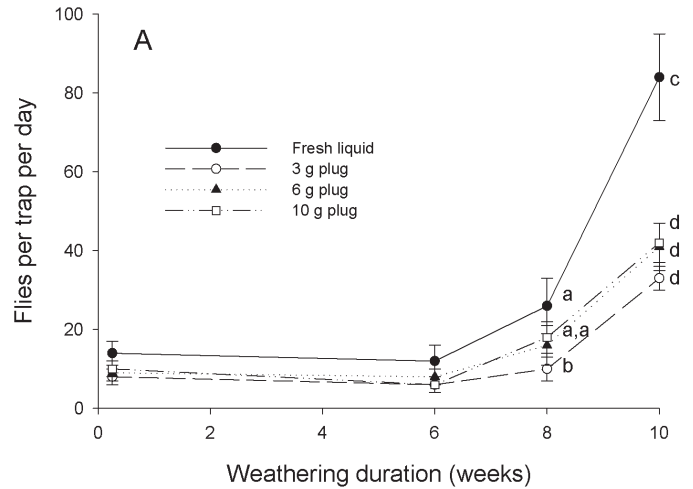 A
100
80
60
40
20
0
Flies per trap per day
Fresh liquid
3 g plug
6 g plug
10 g plug
a
a,a
b
c
d
d
d
0 2 4 6 8 10
Weathering duration (weeks)